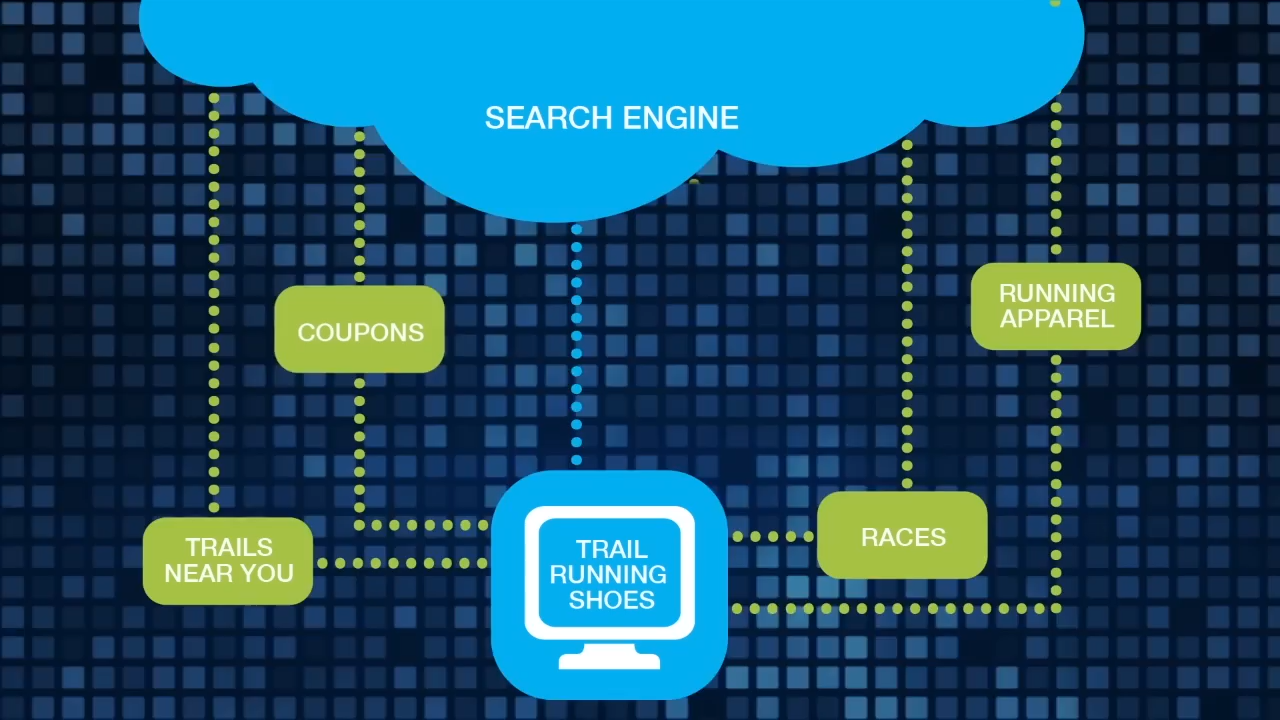 SEARCH ENGINE
COUPONS
RUNNING
APPAREL
TRAILS
NEAR YOU
TRAIL
RUNNING
SHOES
RACES